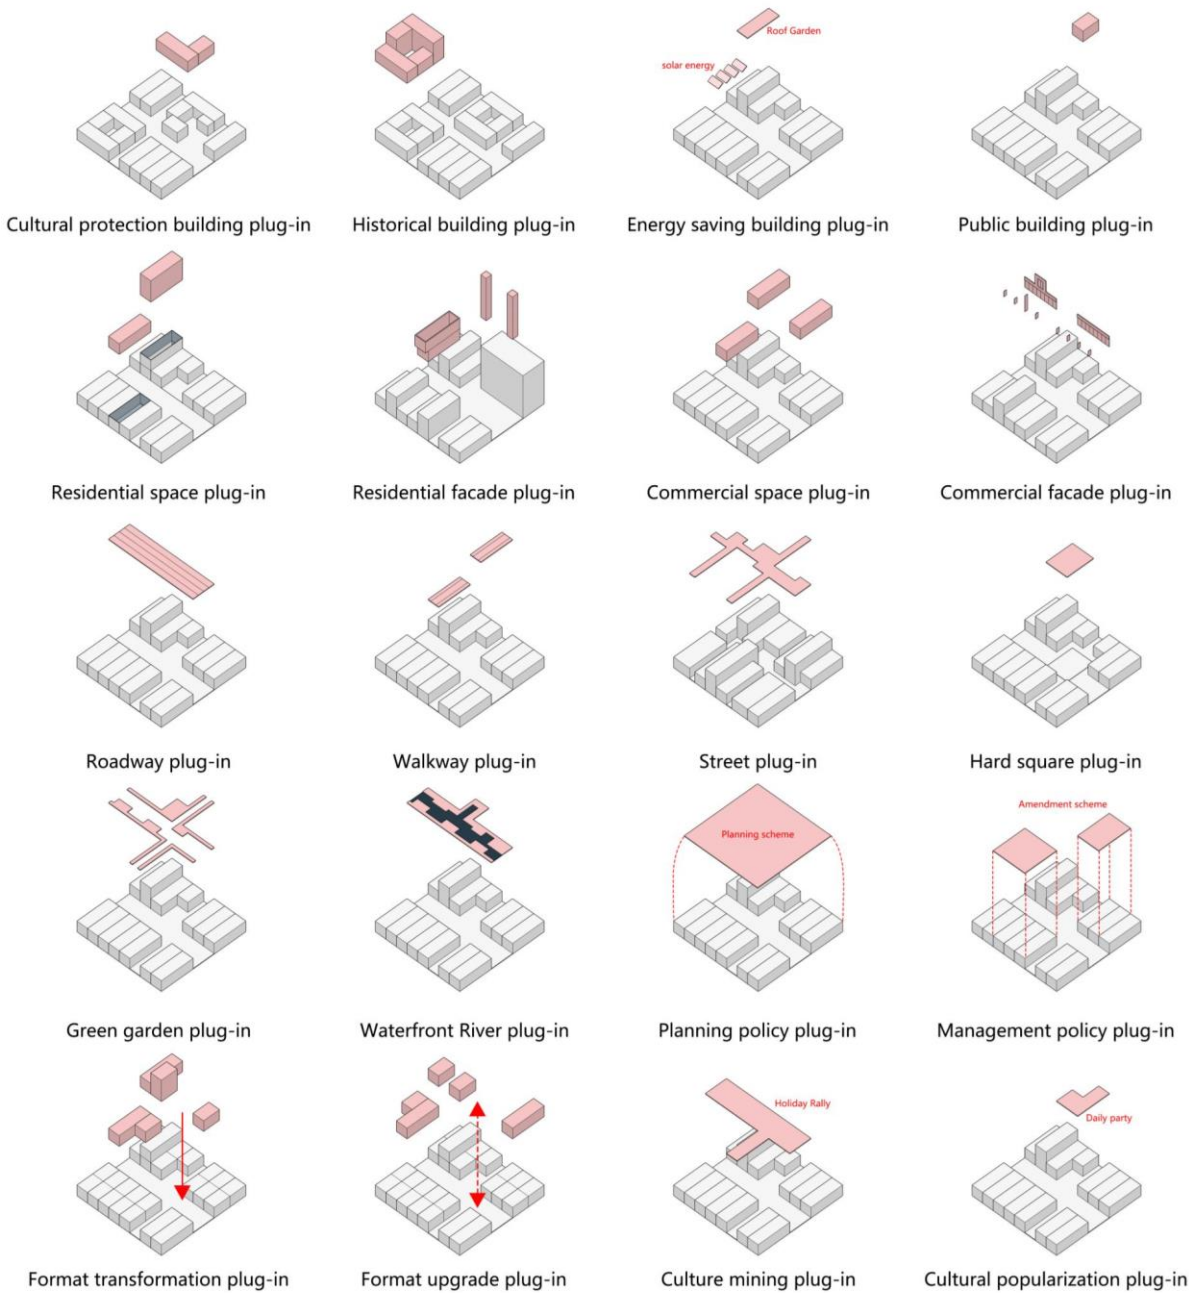 Roof Garden
solar energy
Cultural protection building plug-in
Historical building plug-in
Energy saving building plug-in
Public building plug-in
Residential space plug-in
Residential facade plug-in
Commercial space plug-in
Commercial facade plug-in
Roadway plug-in
Walkway plug-in
Street plug-in
Hard square plug-in
Planning scheme
Amendment scheme
Green garden plug-in
Waterfront River plug-in
Planning policy plug-in
Management policy plug-in
Holiday Rally
Daily party
Format transformation plug-in
Format upgrade plug-in
Culture mining plug-in
Cultural popularization plug-in